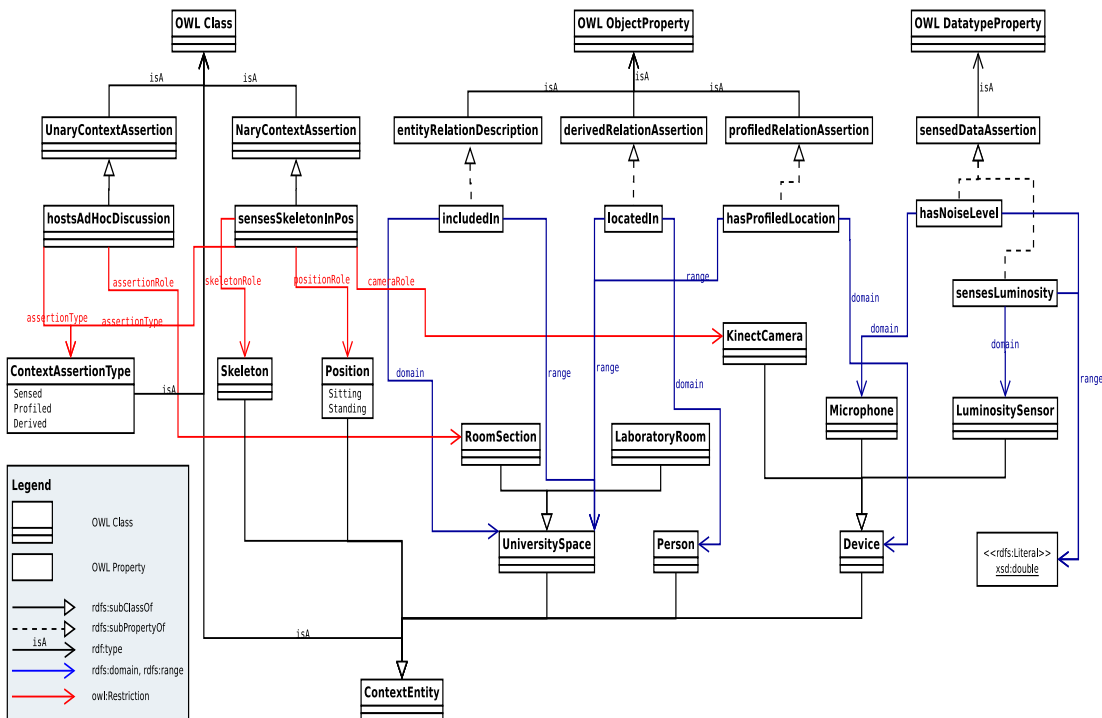 OWL Class
OWL ObjectProperty
OWL DatatypeProperty
isA
isA
isA
isA
isA
isA
UnaryContextAssertion
NaryContextAssertion
entityRelationDescription
derivedRelationAssertion
profiledRelationAssertion
sensedDataAssertion
hostsAdHocDiscussion
sensesSkeletonInPos
includedIn
locatedIn
hasProfiledLocation
hasNoiseLevel
assertionRole
skeletonRole
positionRole
cameraRole
range
domain
sensesLuminosity
assertionType
assertionType
domain
domain
KinectCamera
ContextAssertionType
Sensed
Profiled
Derived
isA
Skeleton
Position
Sitting
Standing
domain
range
range
domain
range
Microphone
LuminositySensor
RoomSection
LaboratoryRoom
UniversitySpace
Person
Device
<<rdfs:Literal>>
xsd:double
Legend
OWL Class
OWL Property
rdfs:subClassOf
rdfs:subPropertyOf
isA
rdf:type
rdfs:domain, rdfs:range
owl:Restriction
isA
ContextEntity